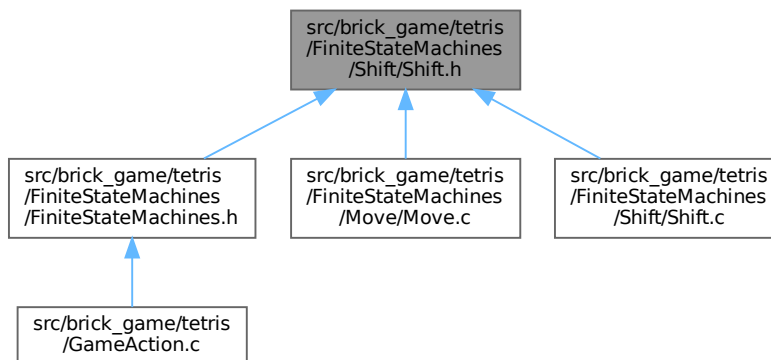 src/brick_game/tetris
/FiniteStateMachines
/Shift/Shift.h
src/brick_game/tetris
/FiniteStateMachines
/FiniteStateMachines.h
src/brick_game/tetris
/FiniteStateMachines
/Move/Move.c
src/brick_game/tetris
/FiniteStateMachines
/Shift/Shift.c
src/brick_game/tetris
/GameAction.c